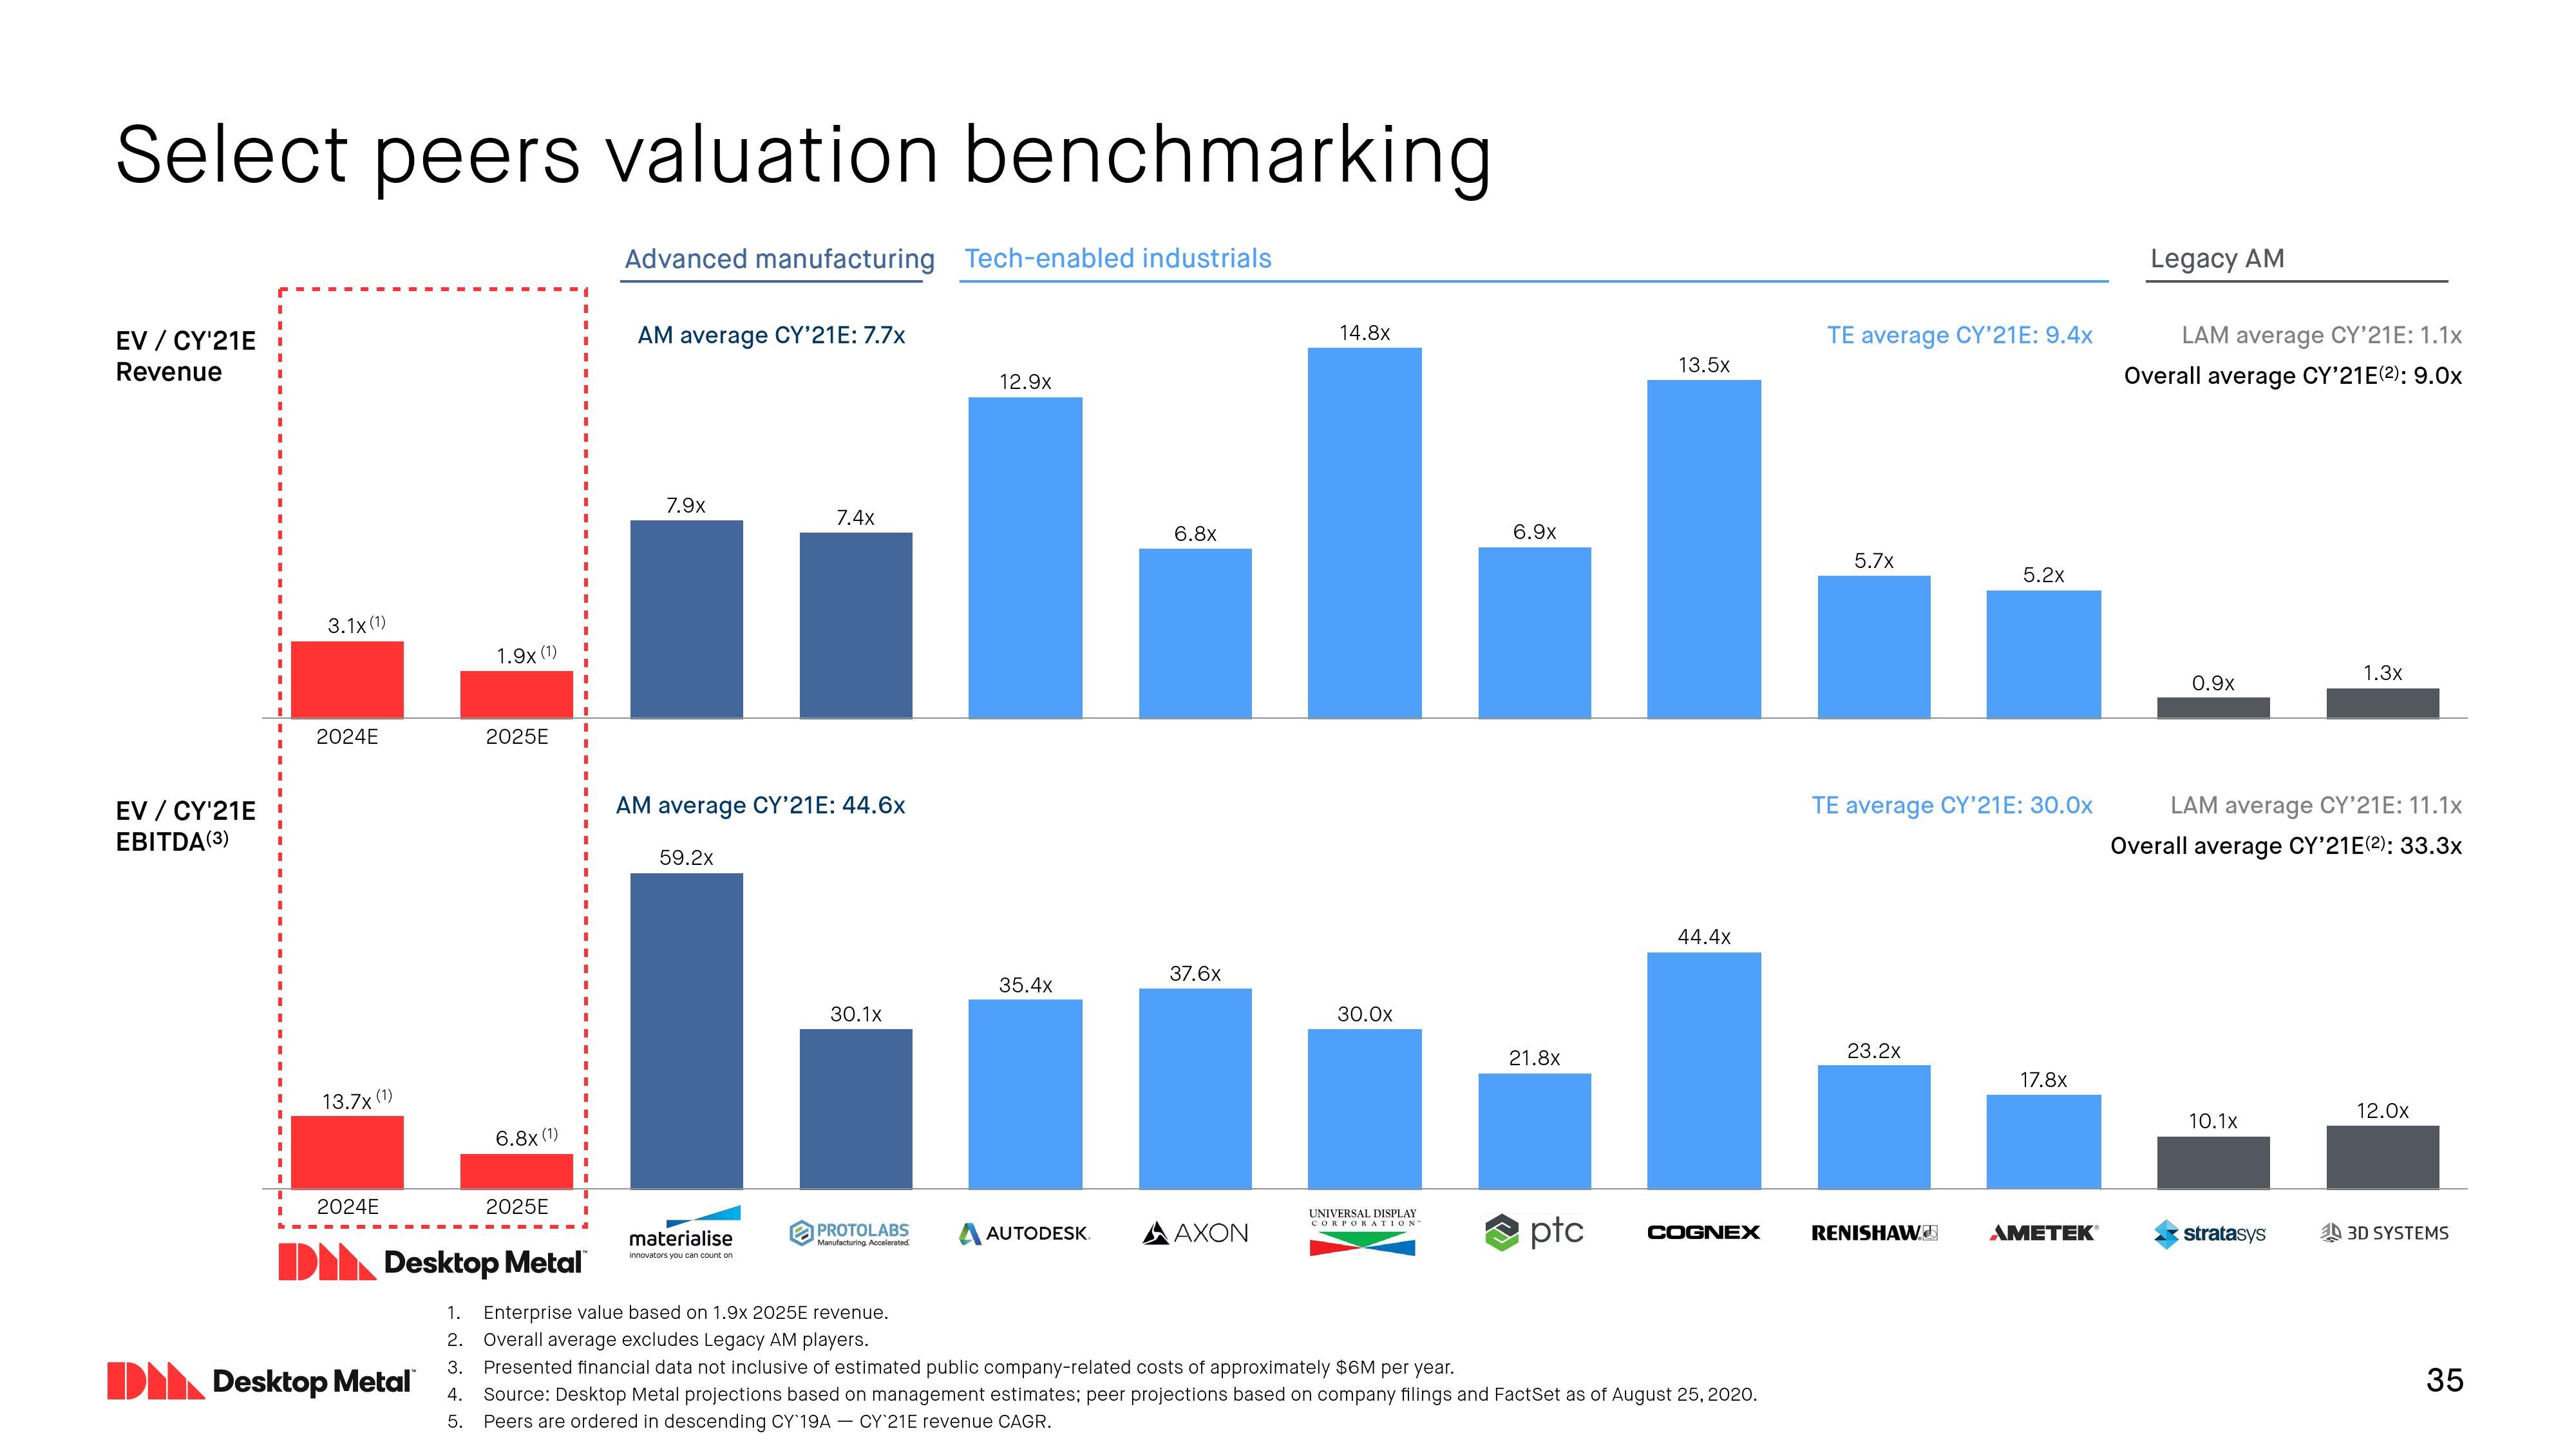 Select peers valuation benchmarking
Advanced manufacturing
Tech-enabled industrials
Legacy AM
EV / CY'21E
Revenue
AM average CY’21E: 7.7x
TE average CY’21E: 9.4x
LAM average CY’21E: 1.1x
Overall average CY’21E(2): 9.0x
3.1x(1)
1.9x(1)
7.9x
7.4x
12.9x
6.8x
14.8x
6.9x
13.5x
5.7x
5.2x
0.9x
1.3x
2024E
2025E
EV / CY'21E
EBITDA(3)
AM average CY’21E: 44.6x
TE average CY’21E: 30.0x
LAM average CY’21E: 11.1x
Overall average CY’21E(2): 33.3x
13.7x(1)
6.8x(1)
59.2x
30.1x
35.4x
37.6x
30.0x
21.8x
44.4x
23.2x
17.8x
10.1x
12.0x
2024E
2025E
Desktop Metal™
materialise
innovators you can count on
PROTOLABS
Manufacturing. Accelerated.
AUTODESK.
AXON
UNIVERSAL DISPLAY
CORPORATION™
ptc
COGNEX
RENISHAW
AMETEK®
stratasys
3D SYSTEMS
1. Enterprise value based on 1.9x 2025E revenue.
2. Overall average excludes Legacy AM players.
3. Presented financial data not inclusive of estimated public company-related costs of approximately $6M per year.
4. Source: Desktop Metal projections based on management estimates; peer projections based on company filings and FactSet as of August 25, 2020.
5. Peers are ordered in descending CY`19A — CY`21E revenue CAGR.
Desktop Metal™
35